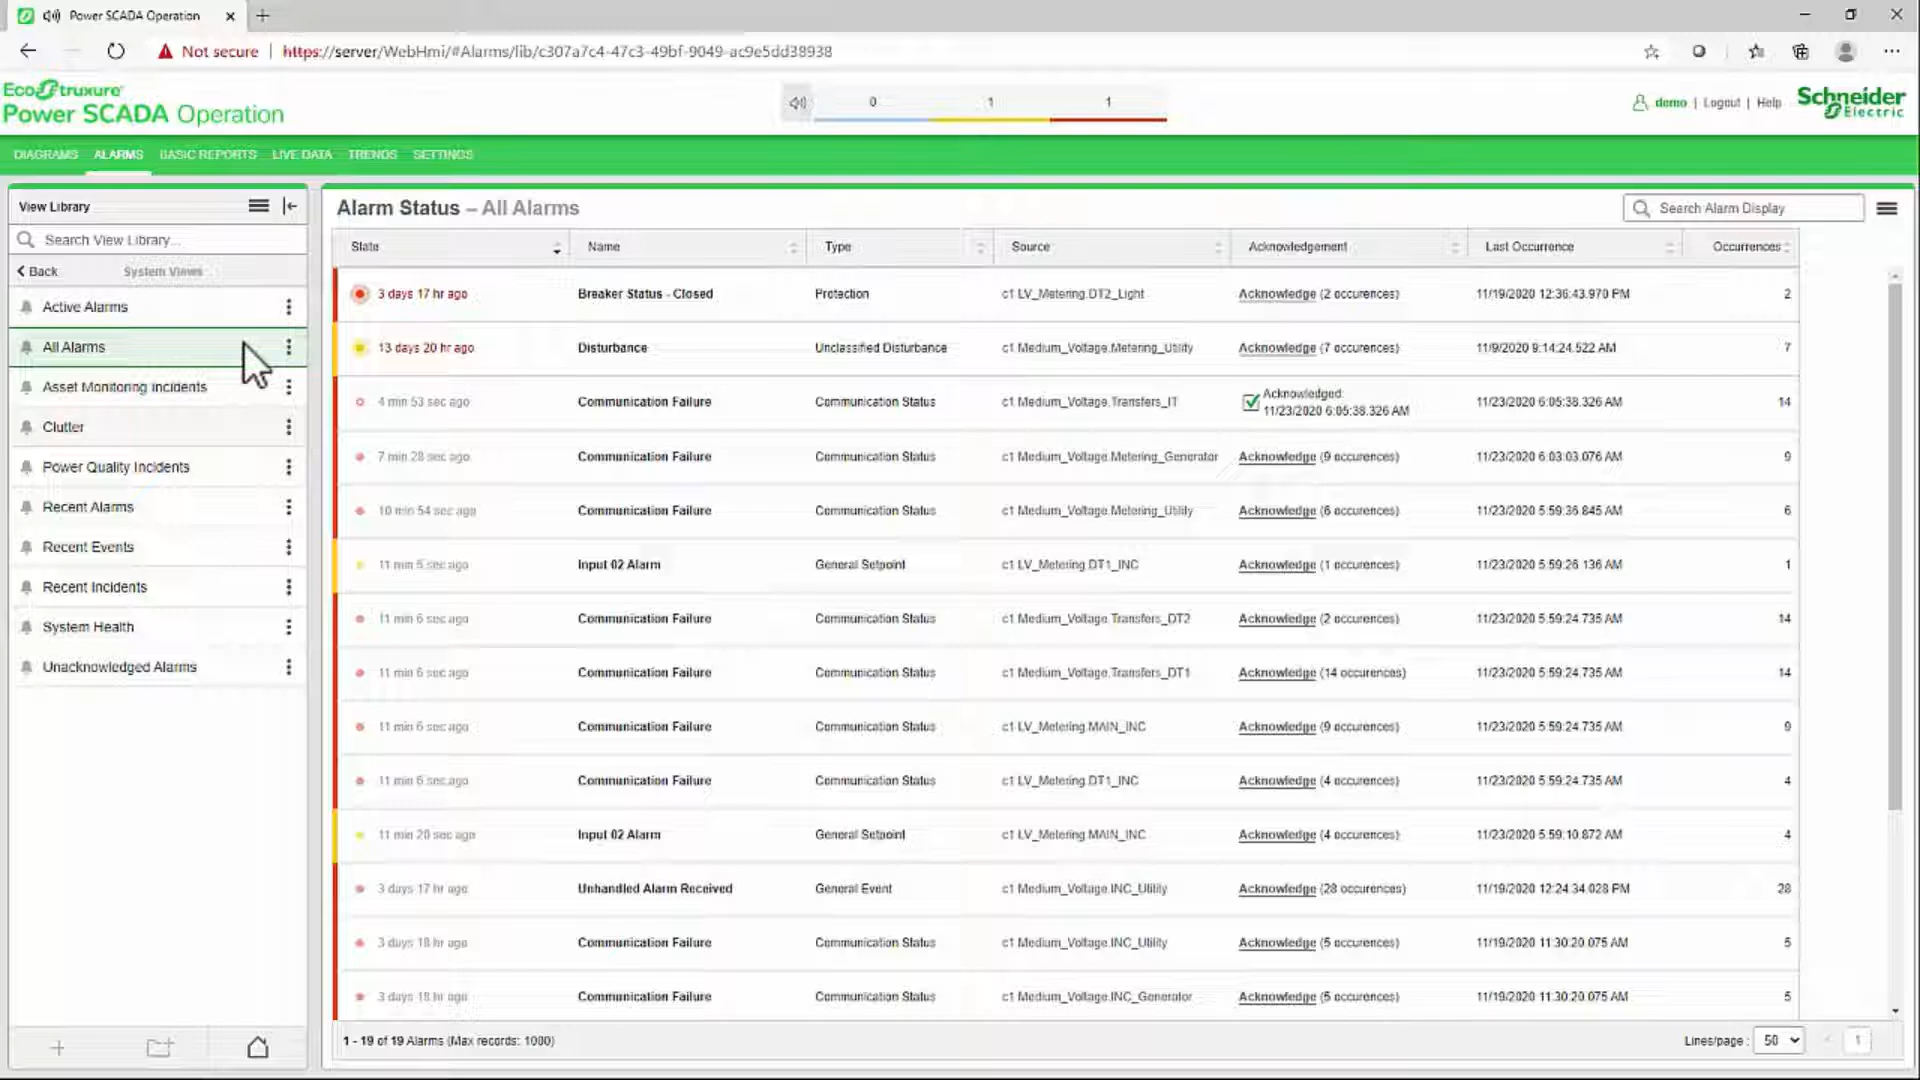 Power SCADA Operation
Not secure | https://server/WebHmi/#Alarms/lib/c307a7c4-47c3-49bf-9049-ac9e5dd38938
EcoStruxure
Power SCADA Operation
0 1 1
demo | Logout | Help
Schneider Electric
DIAGRAMS ALARMS BASIC REPORTS LIVE DATA TRENDS SETTINGS
View Library
Search View Library...
Back System Views
Active Alarms
All Alarms
Asset Monitoring Incidents
Clutter
Power Quality Incidents
Recent Alarms
Recent Events
Recent Incidents
System Health
Unacknowledged Alarms
Alarm Status – All Alarms
Search Alarm Display
State Name Type Source Acknowledgement Last Occurrence Occurrences
3 days 17 hr ago Breaker Status - Closed Protection c1 LV_Metering.DT2_Light Acknowledge (2 occurences) 11/19/2020 12:36:43.970 PM 2
13 days 20 hr ago Disturbance Unclassified Disturbance c1 Medium_Voltage.Metering_Utility Acknowledge (7 occurences) 11/9/2020 9:14:24.522 AM 7
4 min 53 sec ago Communication Failure Communication Status c1 Medium_Voltage.Transfers_IT Acknowledged: 11/23/2020 6:05:38.326 AM 11/23/2020 6:05:38.326 AM 14
7 min 28 sec ago Communication Failure Communication Status c1 Medium_Voltage.Metering_Generator Acknowledge (9 occurences) 11/23/2020 6:03:03.076 AM 9
10 min 54 sec ago Communication Failure Communication Status c1 Medium_Voltage.Metering_Utility Acknowledge (6 occurences) 11/23/2020 5:59:36.845 AM 6
11 min 5 sec ago Input 02 Alarm General Setpoint c1 LV_Metering.DT1_INC Acknowledge (1 occurences) 11/23/2020 5:59:26.136 AM 1
11 min 6 sec ago Communication Failure Communication Status c1 Medium_Voltage.Transfers_DT2 Acknowledge (2 occurences) 11/23/2020 5:59:24.735 AM 14
11 min 6 sec ago Communication Failure Communication Status c1 Medium_Voltage.Transfers_DT1 Acknowledge (14 occurences) 11/23/2020 5:59:24.735 AM 14
11 min 6 sec ago Communication Failure Communication Status c1 LV_Metering.MAIN_INC Acknowledge (9 occurences) 11/23/2020 5:59:24.735 AM 9
11 min 6 sec ago Communication Failure Communication Status c1 LV_Metering.DT1_INC Acknowledge (4 occurences) 11/23/2020 5:59:24.735 AM 4
11 min 20 sec ago Input 02 Alarm General Setpoint c1 LV_Metering.MAIN_INC Acknowledge (4 occurences) 11/23/2020 5:59:10.872 AM 4
3 days 17 hr ago Unhandled Alarm Received General Event c1 Medium_Voltage.INC_Utility Acknowledge (28 occurences) 11/19/2020 12:24:34.028 PM 28
3 days 18 hr ago Communication Failure Communication Status c1 Medium_Voltage.INC_Utility Acknowledge (5 occurences) 11/19/2020 11:30:20.075 AM 5
3 days 18 hr ago Communication Failure Communication Status c1 Medium_Voltage.INC_Generator Acknowledge (5 occurences) 11/19/2020 11:30:20.075 AM 5
1 - 19 of 19 Alarms (Max records: 1000)
Lines/page : 50 1